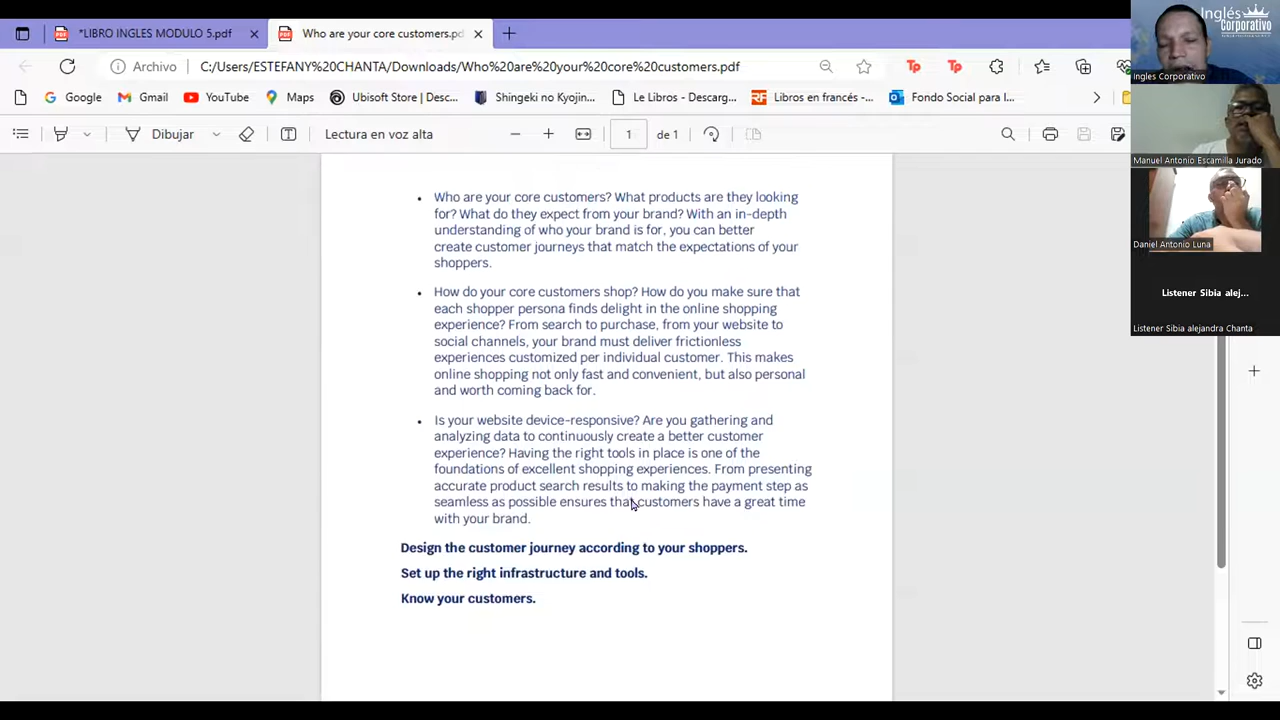 *LIBRO INGLES MODULO 5.pdf
Who are your core customers.pd
Archivo
C:/Users/ESTEFANY%20CHANTA/Downloads/Who%20are%20your%20core%20customers.pdf
Google
Gmail
YouTube
Maps
Ubisoft Store | Desc...
Shingeki no Kyojin...
Le Libros - Descarg...
Libros en francés -...
Fondo Social para l...
Dibujar
Lectura en voz alta
1
de 1
Who are your core customers? What products are they looking
for? What do they expect from your brand? With an in-depth
understanding of who your brand is for, you can better
create customer journeys that match the expectations of your
shoppers.
How do your core customers shop? How do you make sure that
each shopper persona finds delight in the online shopping
experience? From search to purchase, from your website to
social channels, your brand must deliver frictionless
experiences customized per individual customer. This makes
online shopping not only fast and convenient, but also personal
and worth coming back for.
Is your website device-responsive? Are you gathering and
analyzing data to continuously create a better customer
experience? Having the right tools in place is one of the
foundations of excellent shopping experiences. From presenting
accurate product search results to making the payment step as
seamless as possible ensures that customers have a great time
with your brand.
Design the customer journey according to your shoppers.
Set up the right infrastructure and tools.
Know your customers.
Inglés
Corporativo
Ingles Corporativo
Manuel Antonio Escamilla Jurado
Daniel Antonio Luna
Listener Sibia alej...
Listener Sibia alejandra Chanta